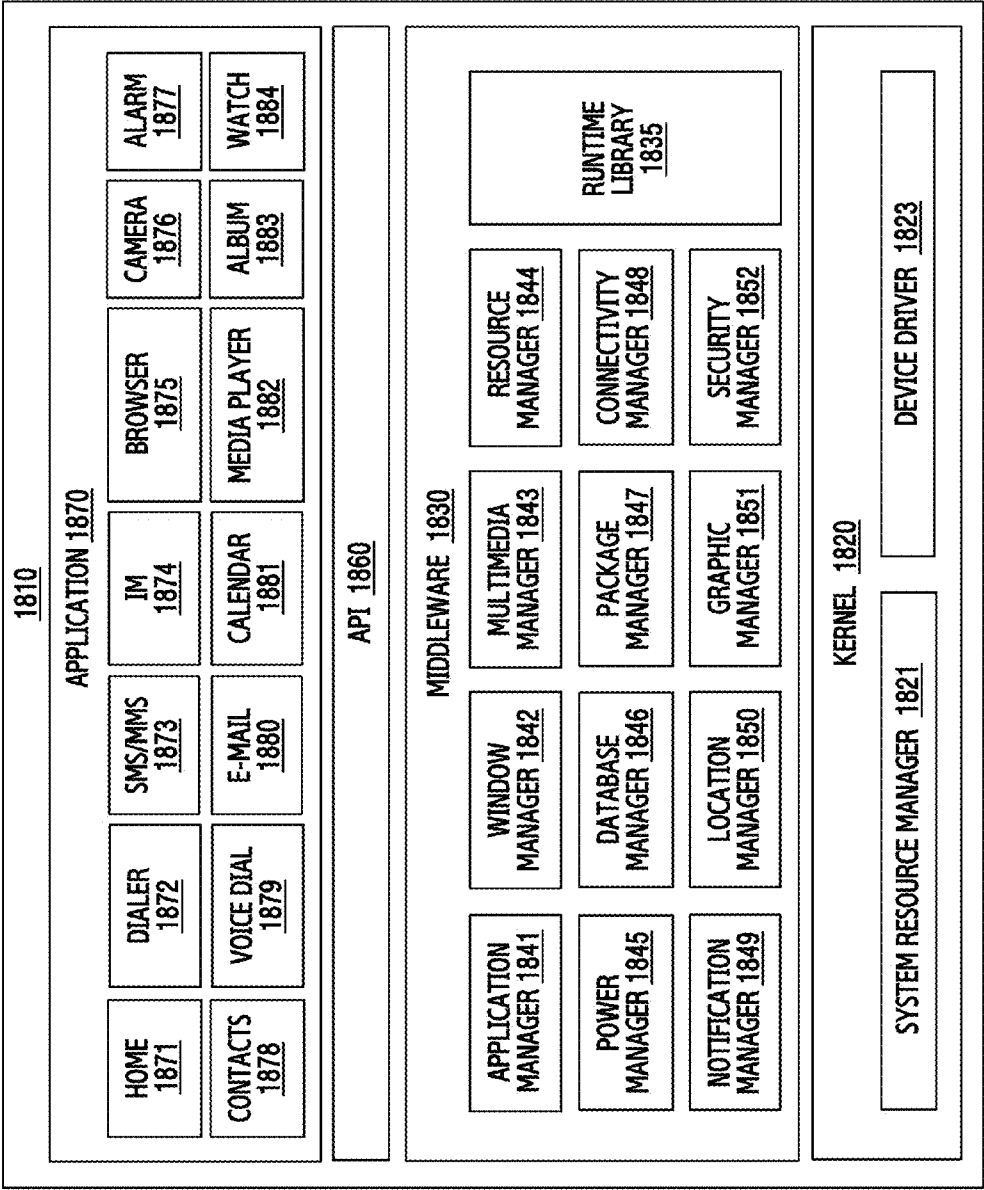 1810
APPLICATION 1870
HOME
1871
DIALER
1872
SMS/MMS
1873
IM
1874
BROWSER
1875
CAMERA
1876
ALARM
1877
CONTACTS
1878
VOICE DIAL
1879
E-MAIL
1880
CALENDAR
1881
MEDIA PLAYER
1882
ALBUM
1883
WATCH
1884
API 1860
MIDDLEWARE 1830
APPLICATION
MANAGER 1841
WINDOW
MANAGER 1842
MULTIMEDIA
MANAGER 1843
RESOURCE
MANAGER 1844
POWER
MANAGER 1845
DATABASE
MANAGER 1846
PACKAGE
MANAGER 1847
CONNECTIVITY
MANAGER 1848
NOTIFICATION
MANAGER 1849
LOCATION
MANAGER 1850
GRAPHIC
MANAGER 1851
SECURITY
MANAGER 1852
RUNTIME
LIBRARY
1835
KERNEL 1820
SYSTEM RESOURCE MANAGER 1821
DEVICE DRIVER 1823